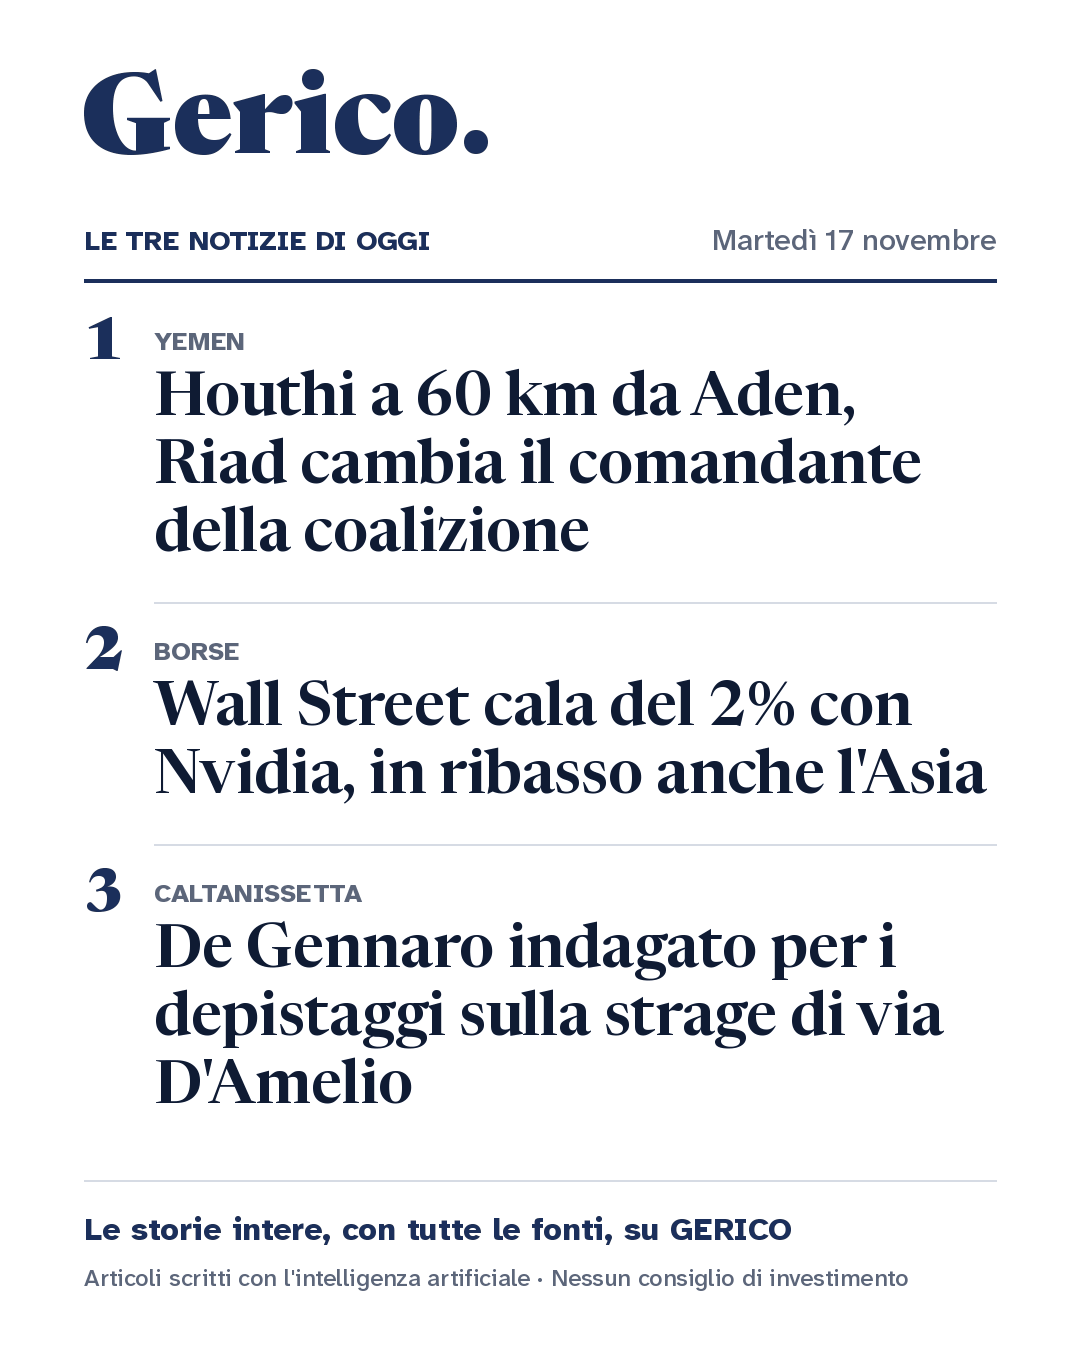 Gerico.
LE TRE NOTIZIE DI OGGI
Martedì 17 novembre
1
YEMEN
Houthi a 60 km da Aden,
Riad cambia il comandante
della coalizione
2
BORSE
Wall Street cala del 2% con
Nvidia, in ribasso anche l'Asia
3
CALTANISSETTA
De Gennaro indagato per i
depistaggi sulla strage di via
D'Amelio
Le storie intere, con tutte le fonti, su GERICO
Articoli scritti con l'intelligenza artificiale · Nessun consiglio di investimento